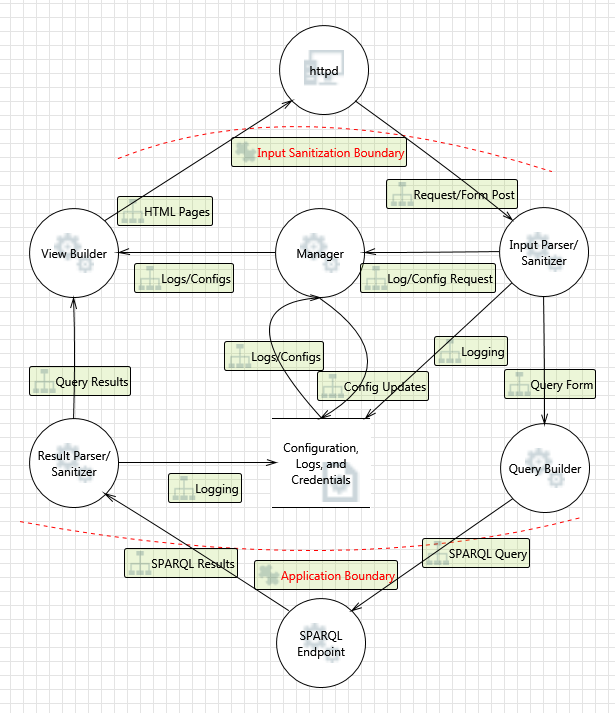 httpd
Input Sanitization Boundary
Request/Form Post
HTML Pages
View Builder
Manager
Input Parser/
Sanitizer
Logs/Configs
Log/Config Request
Logs/Configs
Logging
Query Results
Config Updates
Query Form
Result Parser/
Sanitizer
Configuration,
Logs, and
Credentials
Query Builder
Logging
SPARQL Results
SPARQL Query
Application Boundary
SPARQL
Endpoint